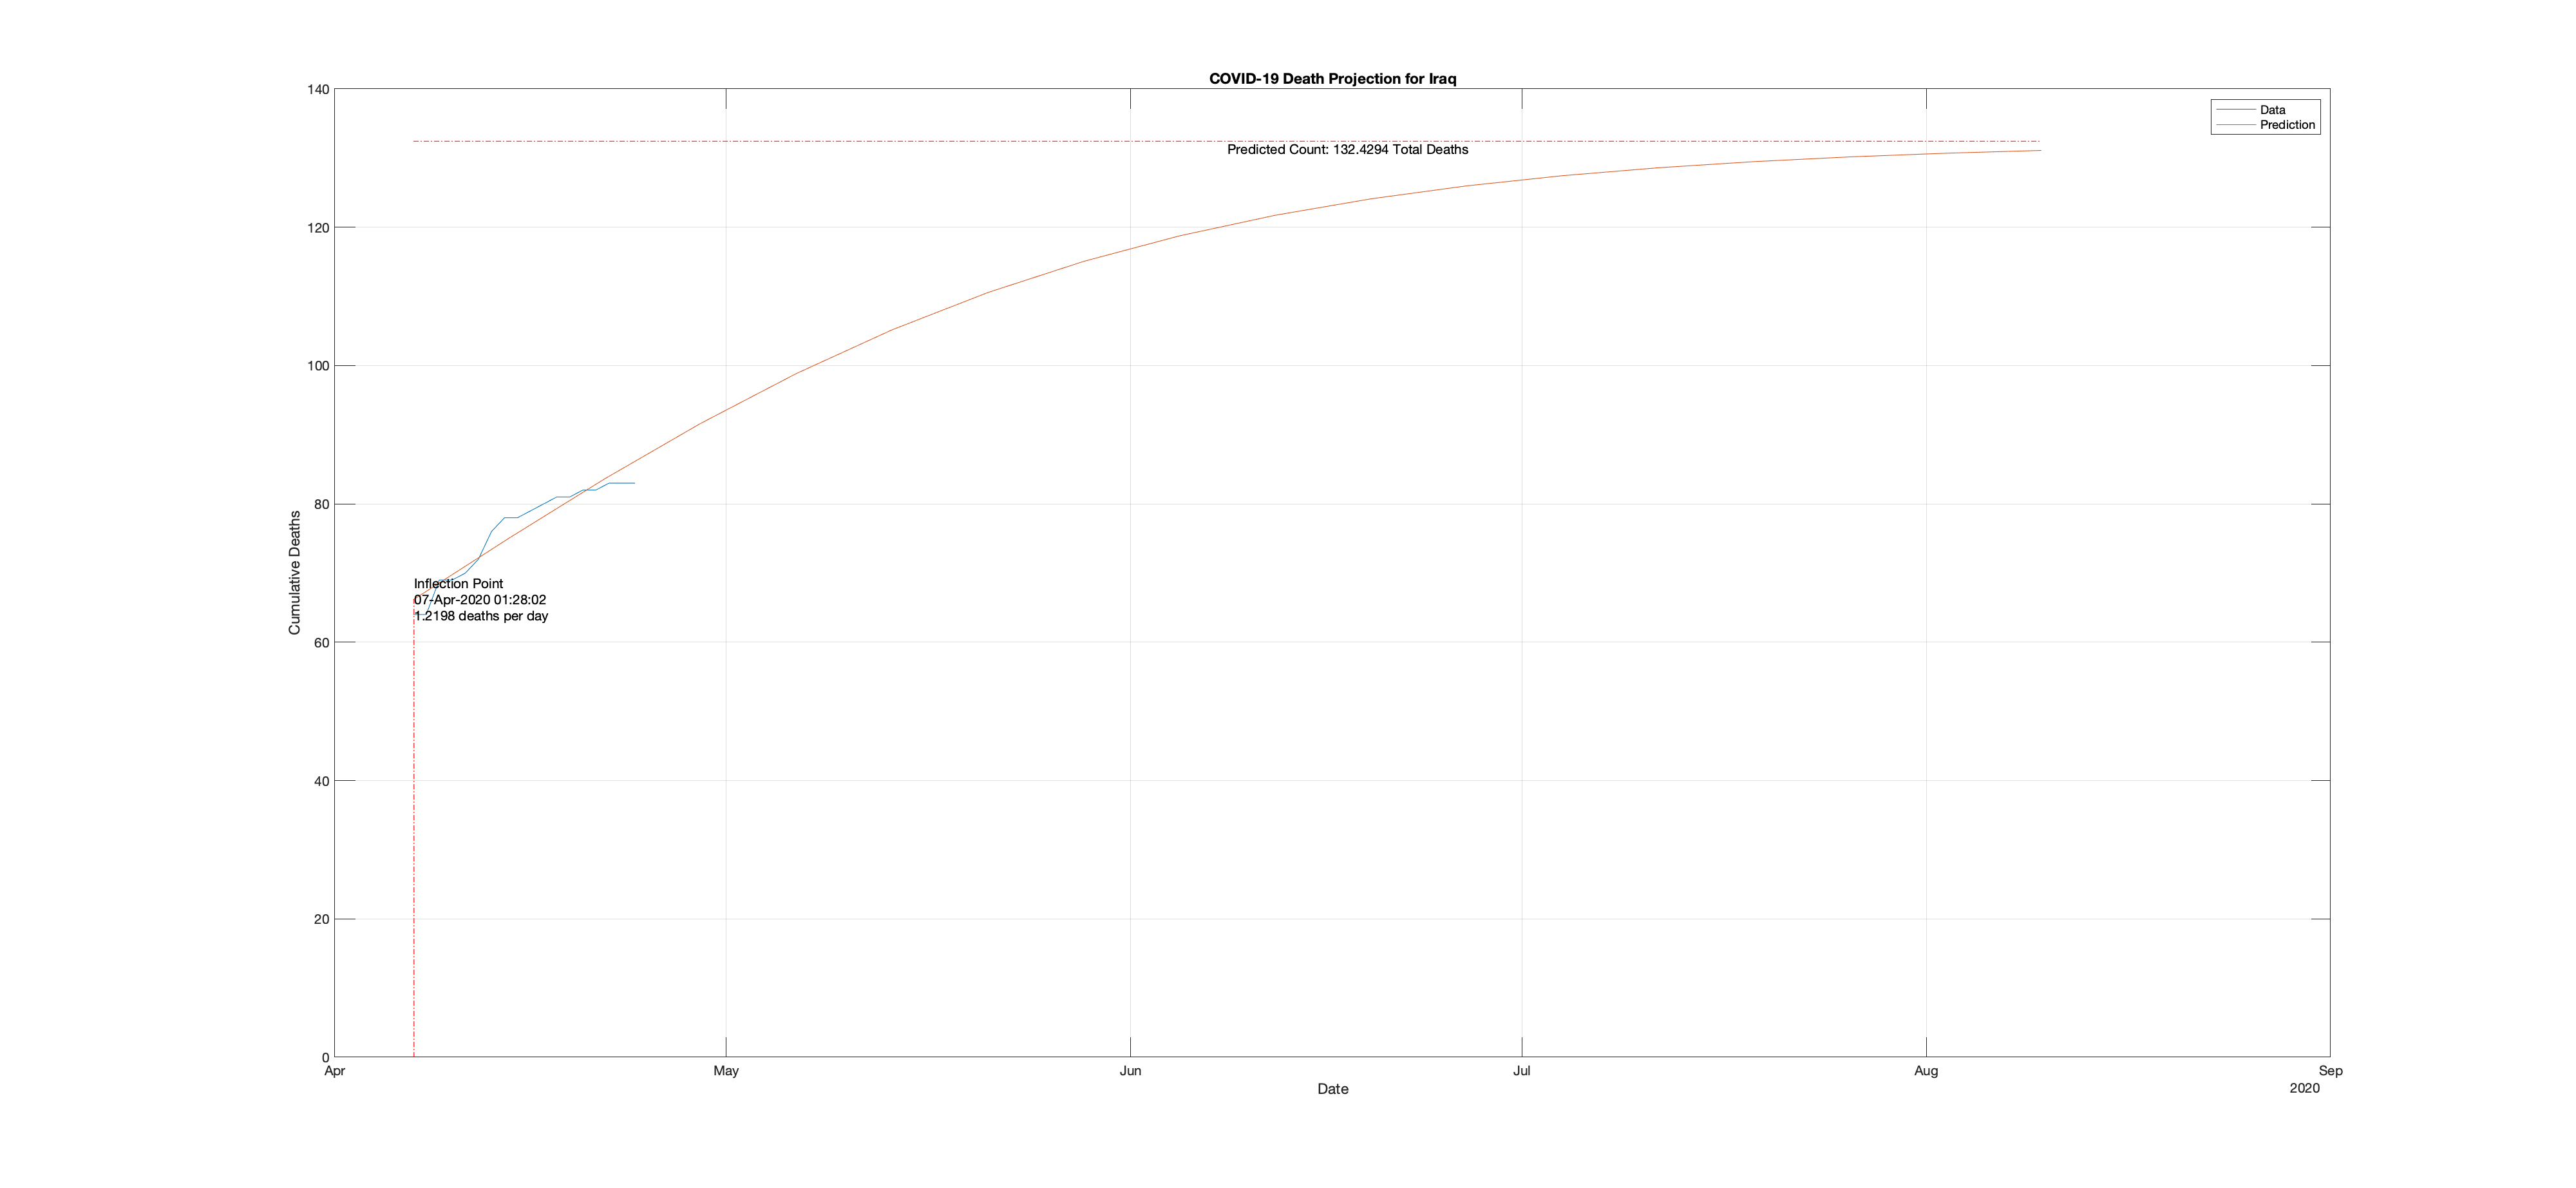 COVID-19 Death Projection for Iraq
Data
Prediction
Predicted Count: 132.4294 Total Deaths
140
120
100
80
60
40
20
0
Cumulative Deaths
Inflection Point
07-Apr-2020 01:28:02
1.2198 deaths per day
Apr
May
Jun
Jul
Aug
Sep
2020
Date